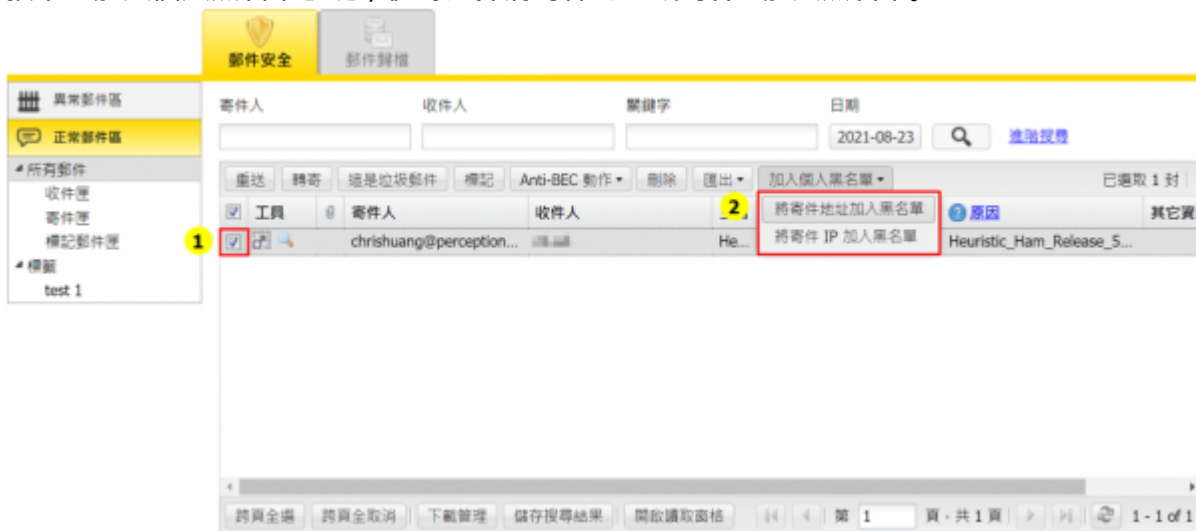 郵件安全 郵件歸檔
異常郵件區
正常郵件區
所有郵件
收件匣
寄件匣
標記郵件匣
標籤
test 1
寄件人 收件人 關鍵字 日期
2021-08-23 進階搜尋
重送 轉寄 這是垃圾郵件 標記 Anti-BEC 動作 刪除 匯出 加入個人黑名單 已選取 1 封
工具 寄件人 收件人 2 將寄件地址加入黑名單 原因 其它資
將寄件 IP 加入黑名單
1 chrishuang@perception... He... Heuristic_Ham_Release_5...
跨頁全選 跨頁全取消 下載管理 儲存搜尋結果 開啟讀取窗格 第 1 頁，共 1 頁 1 - 1 of 1